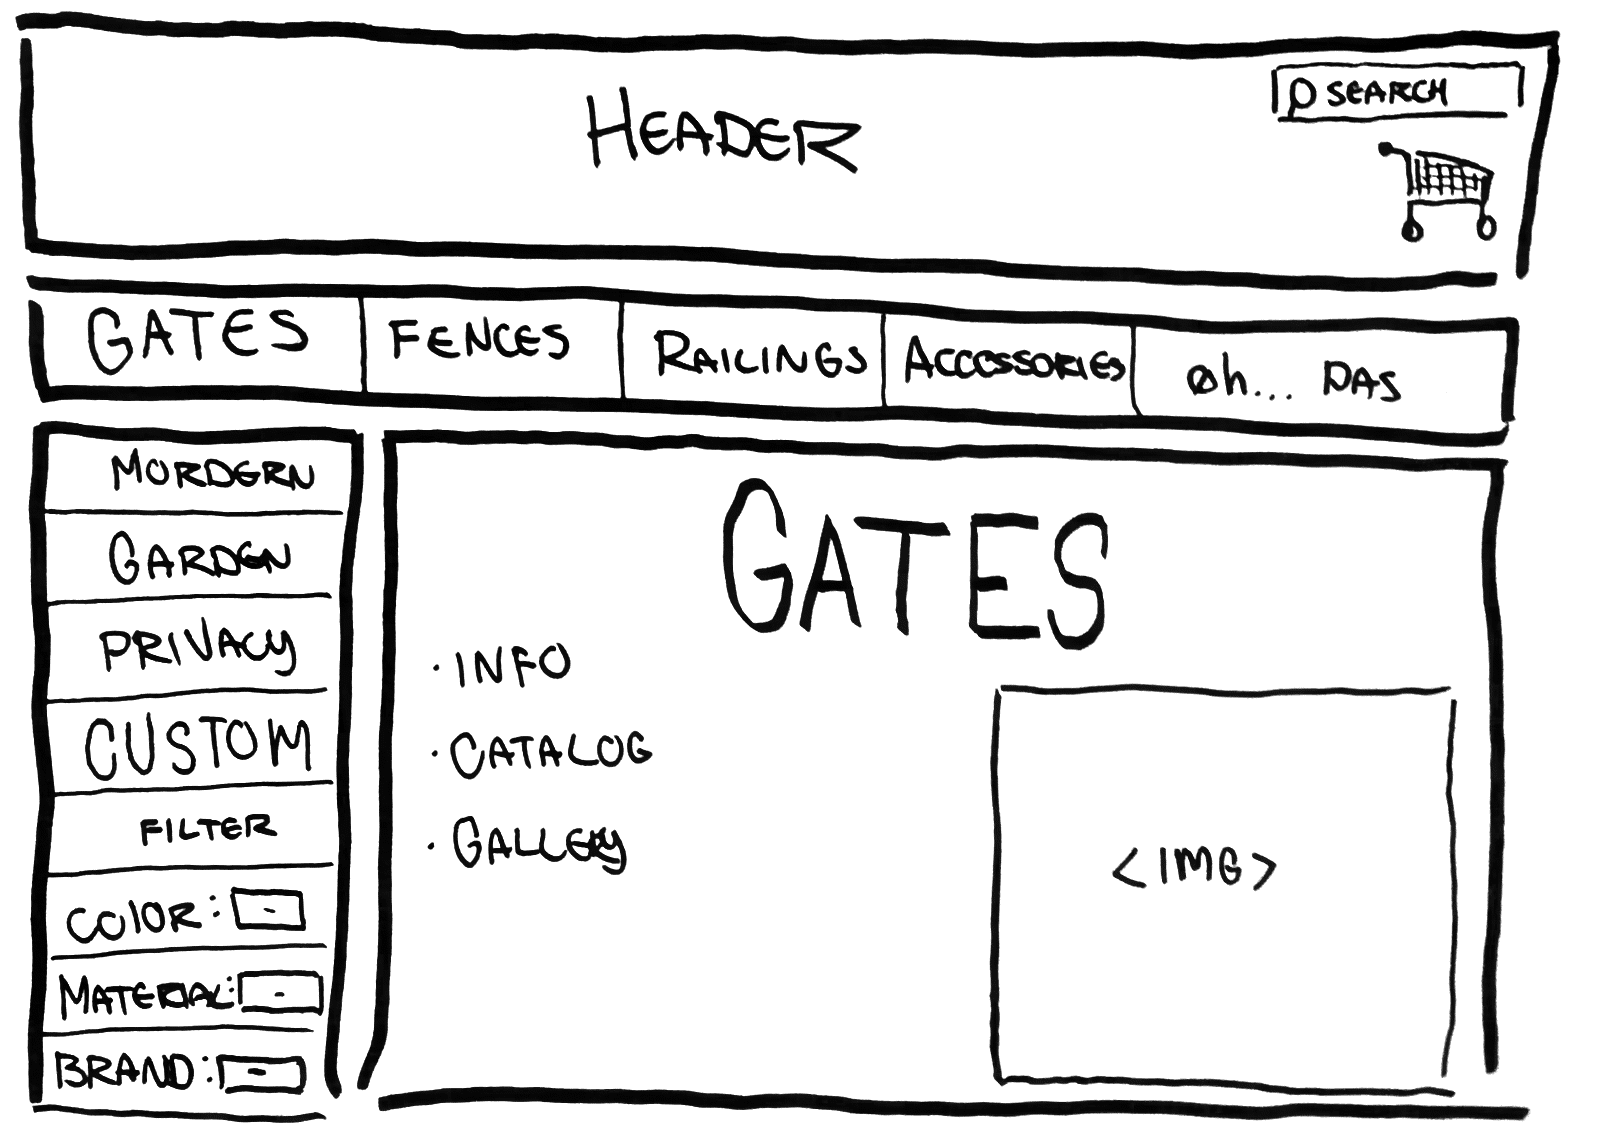 HEADER
SEARCH
GATES FENCES RAILINGS ACCESSORIES Øh... DAS
MORDERN
GARDEN
PRIVACY
CUSTOM
FILTER
COLOR: -
MATERIAL: -
BRAND: -
GATES
· INFO
· CATALOG
· GALLERY
<IMG>